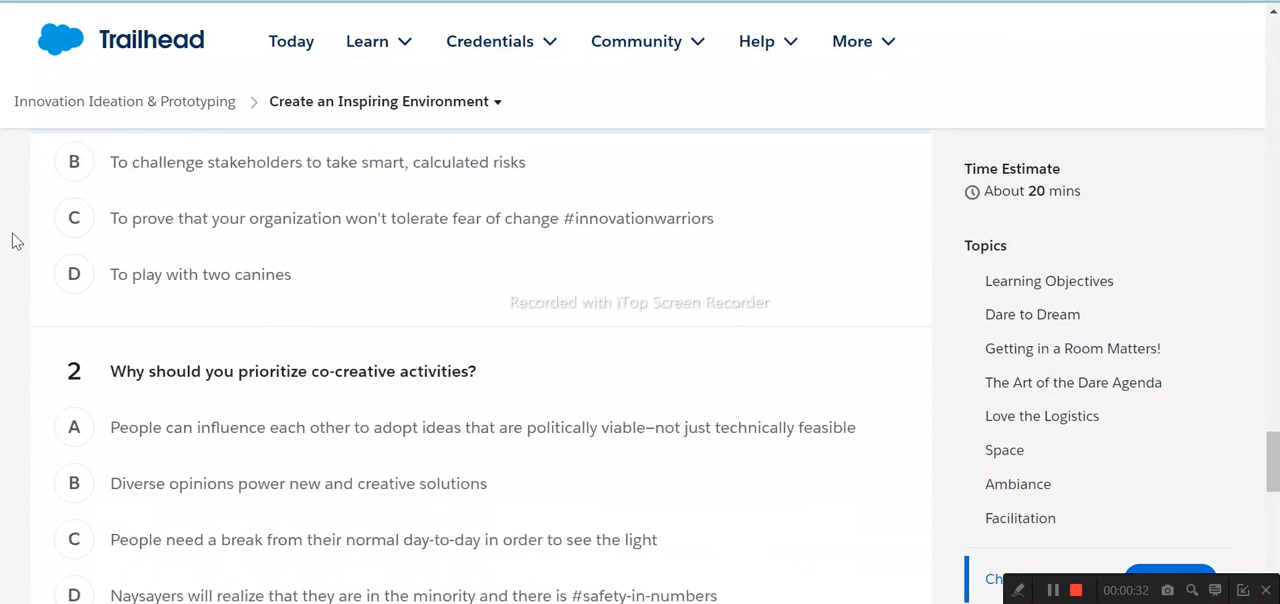 Trailhead
Today Learn Credentials Community Help More
Innovation Ideation & Prototyping Create an Inspiring Environment
B To challenge stakeholders to take smart, calculated risks
C To prove that your organization won't tolerate fear of change #innovationwarriors
D To play with two canines
Recorded with iTop Screen Recorder
2 Why should you prioritize co-creative activities?
A People can influence each other to adopt ideas that are politically viable—not just technically feasible
B Diverse opinions power new and creative solutions
C People need a break from their normal day-to-day in order to see the light
D Naysayers will realize that they are in the minority and there is #safety-in-numbers
Time Estimate
About 20 mins
Topics
Learning Objectives
Dare to Dream
Getting in a Room Matters!
The Art of the Dare Agenda
Love the Logistics
Space
Ambiance
Facilitation
Ch
00:00:32